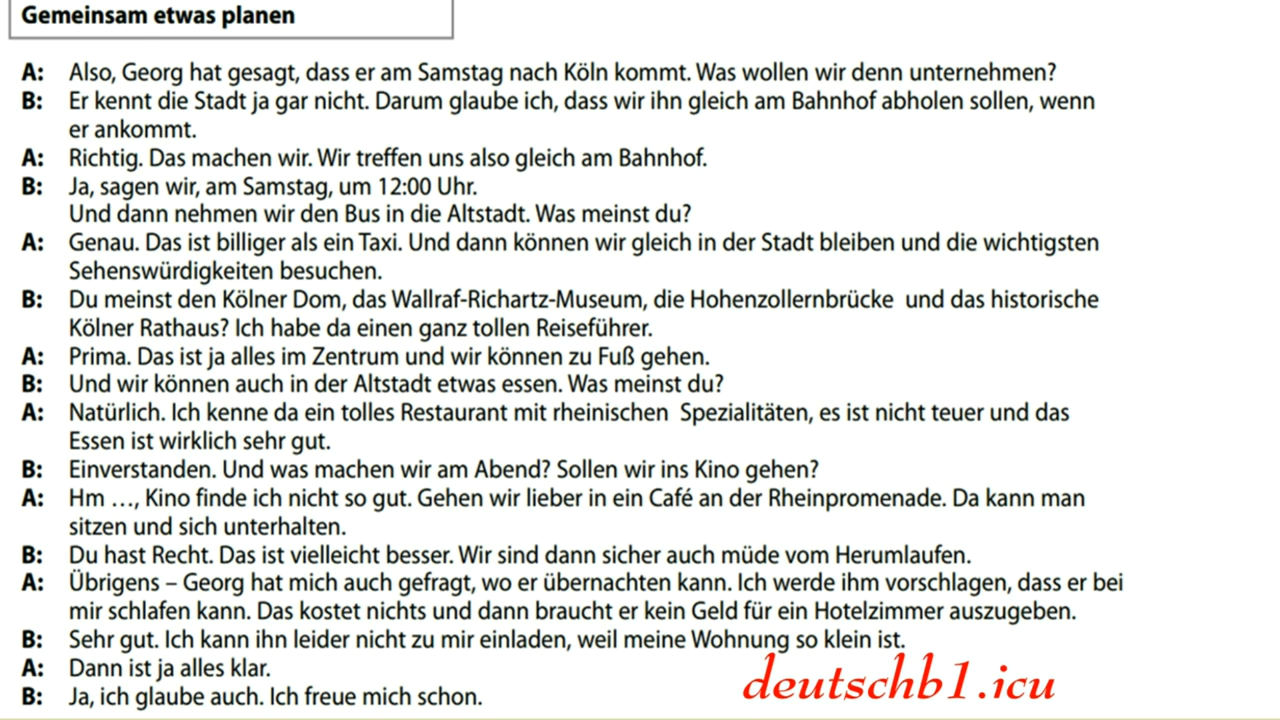 Gemeinsam etwas planen
A: Also, Georg hat gesagt, dass er am Samstag nach Köln kommt. Was wollen wir denn unternehmen?
B: Er kennt die Stadt ja gar nicht. Darum glaube ich, dass wir ihn gleich am Bahnhof abholen sollen, wenn
er ankommt.
A: Richtig. Das machen wir. Wir treffen uns also gleich am Bahnhof.
B: Ja, sagen wir, am Samstag, um 12:00 Uhr.
Und dann nehmen wir den Bus in die Altstadt. Was meinst du?
A: Genau. Das ist billiger als ein Taxi. Und dann können wir gleich in der Stadt bleiben und die wichtigsten
Sehenswürdigkeiten besuchen.
B: Du meinst den Kölner Dom, das Wallraf-Richartz-Museum, die Hohenzollernbrücke und das historische
Kölner Rathaus? Ich habe da einen ganz tollen Reiseführer.
A: Prima. Das ist ja alles im Zentrum und wir können zu Fuß gehen.
B: Und wir können auch in der Altstadt etwas essen. Was meinst du?
A: Natürlich. Ich kenne da ein tolles Restaurant mit rheinischen Spezialitäten, es ist nicht teuer und das
Essen ist wirklich sehr gut.
B: Einverstanden. Und was machen wir am Abend? Sollen wir ins Kino gehen?
A: Hm …, Kino finde ich nicht so gut. Gehen wir lieber in ein Café an der Rheinpromenade. Da kann man
sitzen und sich unterhalten.
B: Du hast Recht. Das ist vielleicht besser. Wir sind dann sicher auch müde vom Herumlaufen.
A: Übrigens – Georg hat mich auch gefragt, wo er übernachten kann. Ich werde ihm vorschlagen, dass er bei
mir schlafen kann. Das kostet nichts und dann braucht er kein Geld für ein Hotelzimmer auszugeben.
B: Sehr gut. Ich kann ihn leider nicht zu mir einladen, weil meine Wohnung so klein ist.
A: Dann ist ja alles klar.
B: Ja, ich glaube auch. Ich freue mich schon.
deutschb1.icu